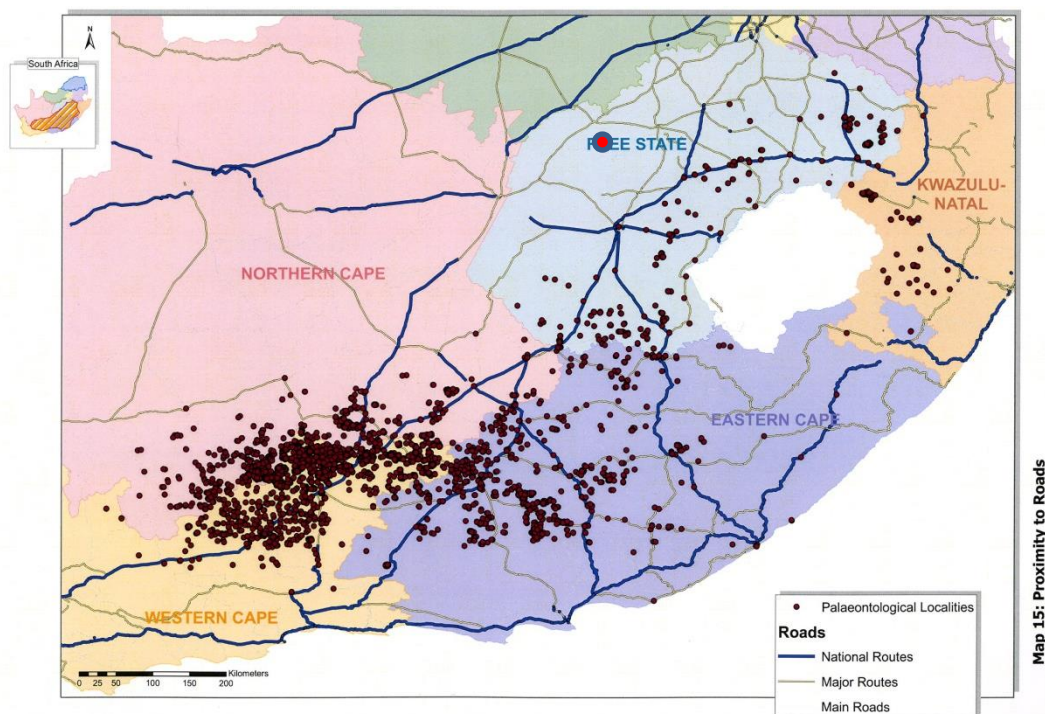 N
South Africa
FREE STATE
KWAZULU-
NATAL
NORTHERN CAPE
EASTERN CAPE
WESTERN CAPE
Kilometers
0 25 50 100 150 200
Palaeontological Localities
Roads
National Routes
Major Routes
Main Roads
Map 15: Proximity to Roads